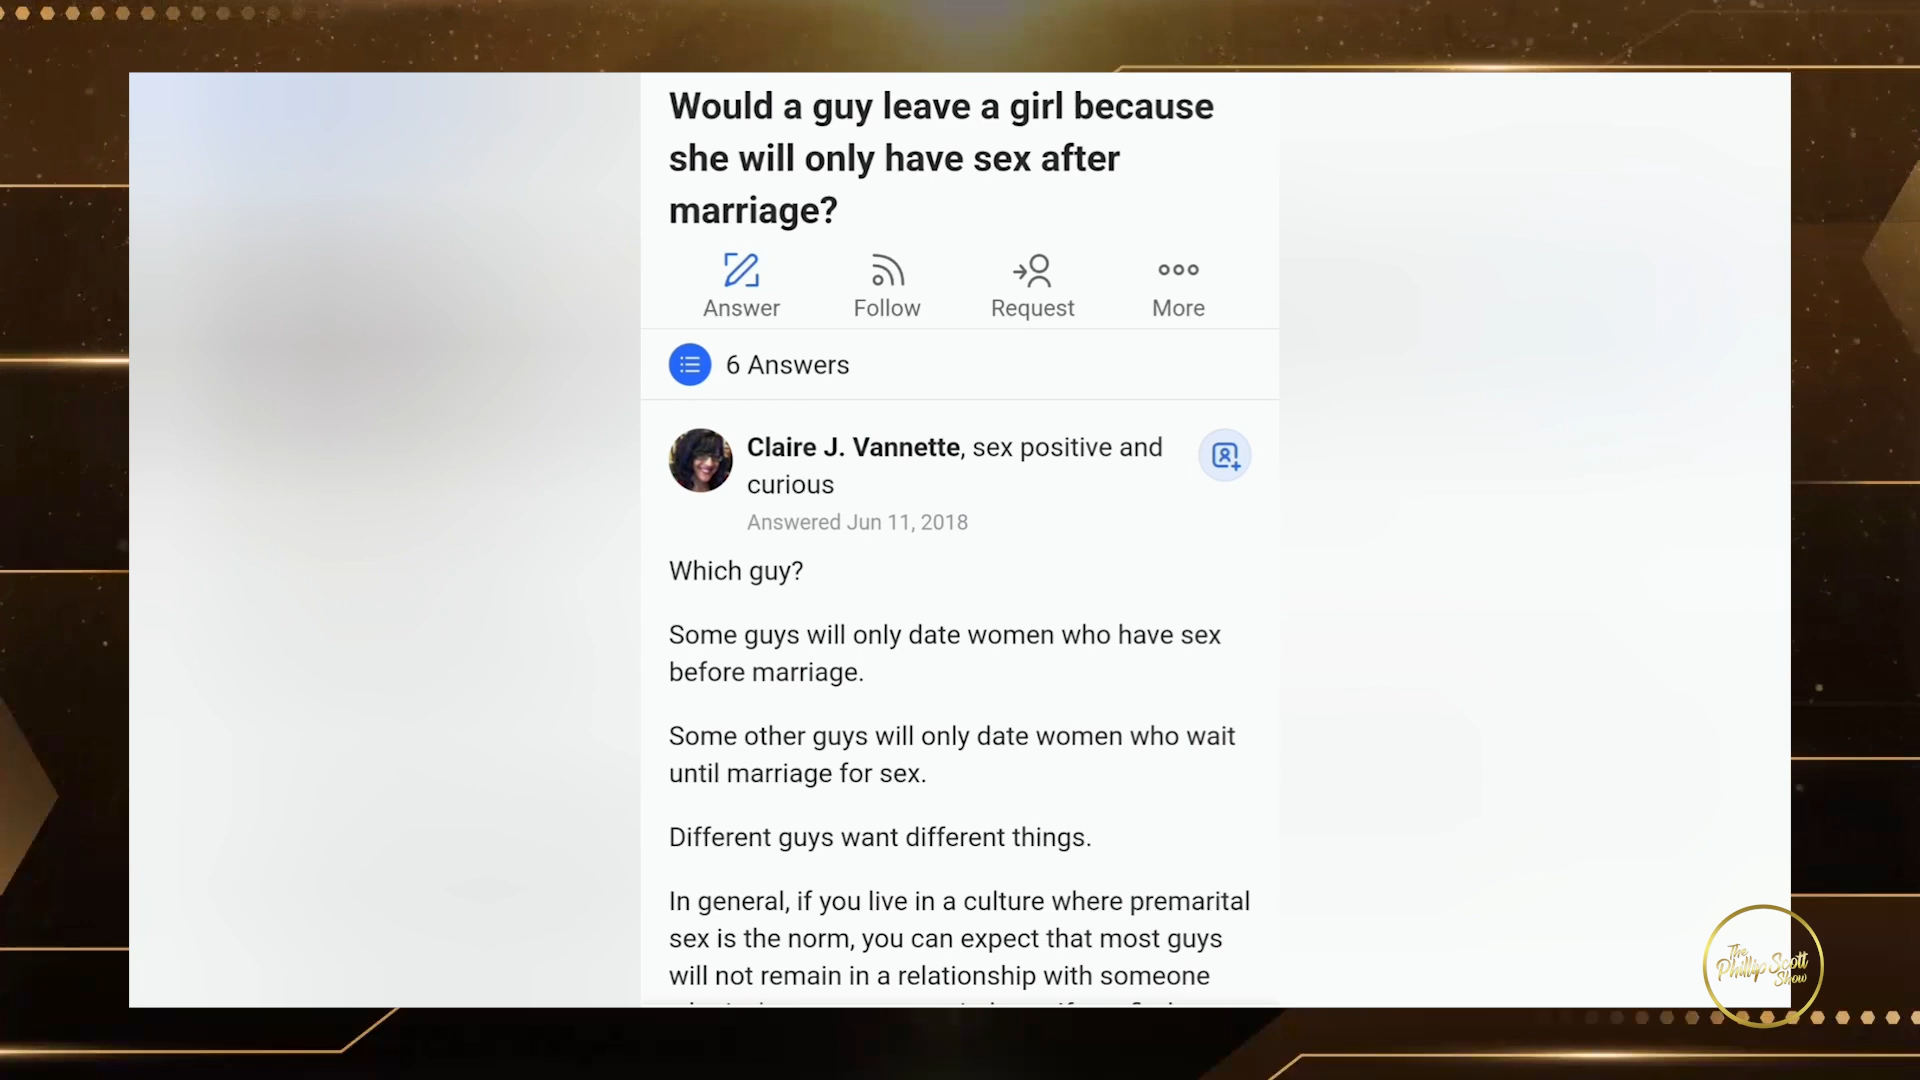 Would a guy leave a girl because
she will only have sex after
marriage?
Answer
Follow
Request
More
6 Answers
Claire J. Vannette, sex positive and
curious
Answered Jun 11, 2018
Which guy?
Some guys will only date women who have sex
before marriage.
Some other guys will only date women who wait
until marriage for sex.
Different guys want different things.
In general, if you live in a culture where premarital
sex is the norm, you can expect that most guys
will not remain in a relationship with someone
The
Phillip Scott
Show